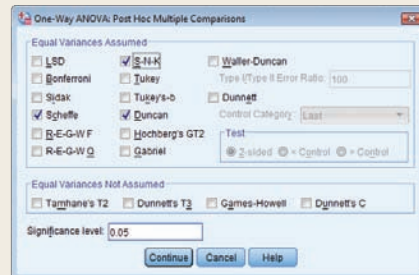 One-Way ANOVA: Post Hoc Multiple Comparisons
Equal Variances Assumed
LSD S-N-K Waller-Duncan
Bonferroni Tukey Type I/Type II Error Ratio: 100
Sidak Tukey's-b Dunnett
Scheffe Duncan Control Category: Last
R-E-G-W F Hochberg's GT2 Test
R-E-G-W Q Gabriel 2-sided < Control > Control
Equal Variances Not Assumed
Tamhane's T2 Dunnett's T3 Games-Howell Dunnett's C
Significance level: 0.05
Continue Cancel Help